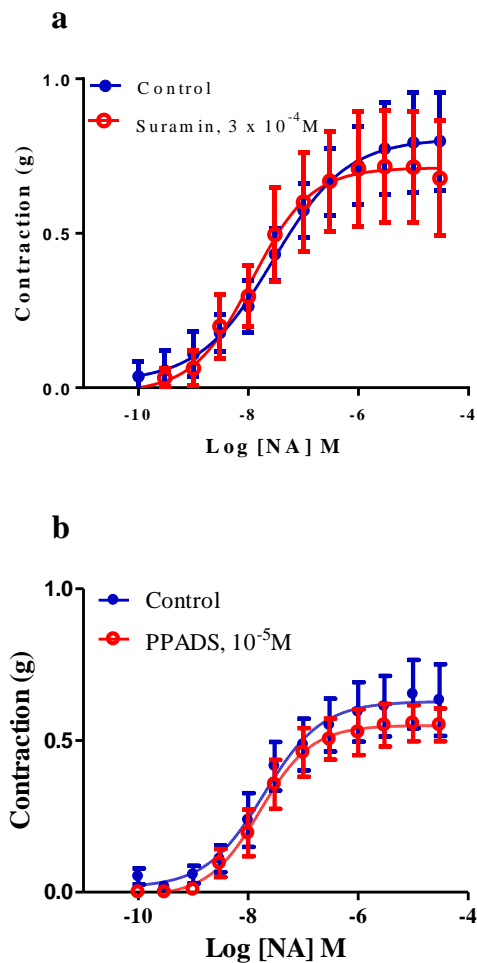 a
1.0
Control
Suramin, 3 x 10⁻⁴M
Contraction (g)
0.5
0.0
-10
-8
-6
-4
Log [NA] M
b
1.0
Control
PPADS, 10⁻⁵M
Contraction (g)
0.5
0.0
-10
-8
-6
-4
Log [NA] M